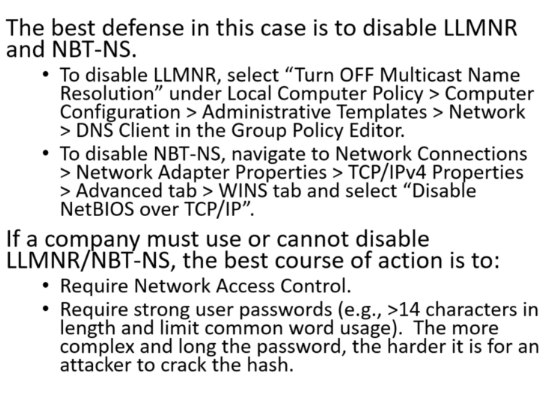 The best defense in this case is to disable LLMNR
and NBT-NS.
• To disable LLMNR, select “Turn OFF Multicast Name
Resolution” under Local Computer Policy > Computer
Configuration > Administrative Templates > Network
> DNS Client in the Group Policy Editor.
• To disable NBT-NS, navigate to Network Connections
> Network Adapter Properties > TCP/IPv4 Properties
> Advanced tab > WINS tab and select “Disable
NetBIOS over TCP/IP”.
If a company must use or cannot disable
LLMNR/NBT-NS, the best course of action is to:
• Require Network Access Control.
• Require strong user passwords (e.g., >14 characters in
length and limit common word usage).  The more
complex and long the password, the harder it is for an
attacker to crack the hash.